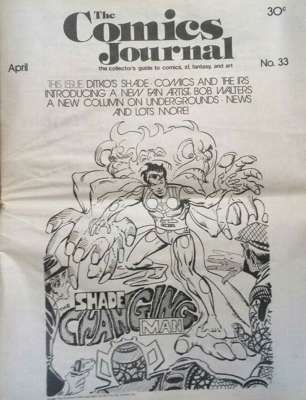 The
Comics
Journal
30¢
the collector's guide to comics, sf, fantasy, and art
April
No. 33
THIS ISSUE: DITKO'S SHADE · COMICS AND THE IRS
INTRODUCING A NEW FAN ARTIST: BOB WALTERS
A NEW COLUMN ON UNDERGROUNDS · NEWS
AND LOTS MORE!
SHADE
CHANGING
MAN